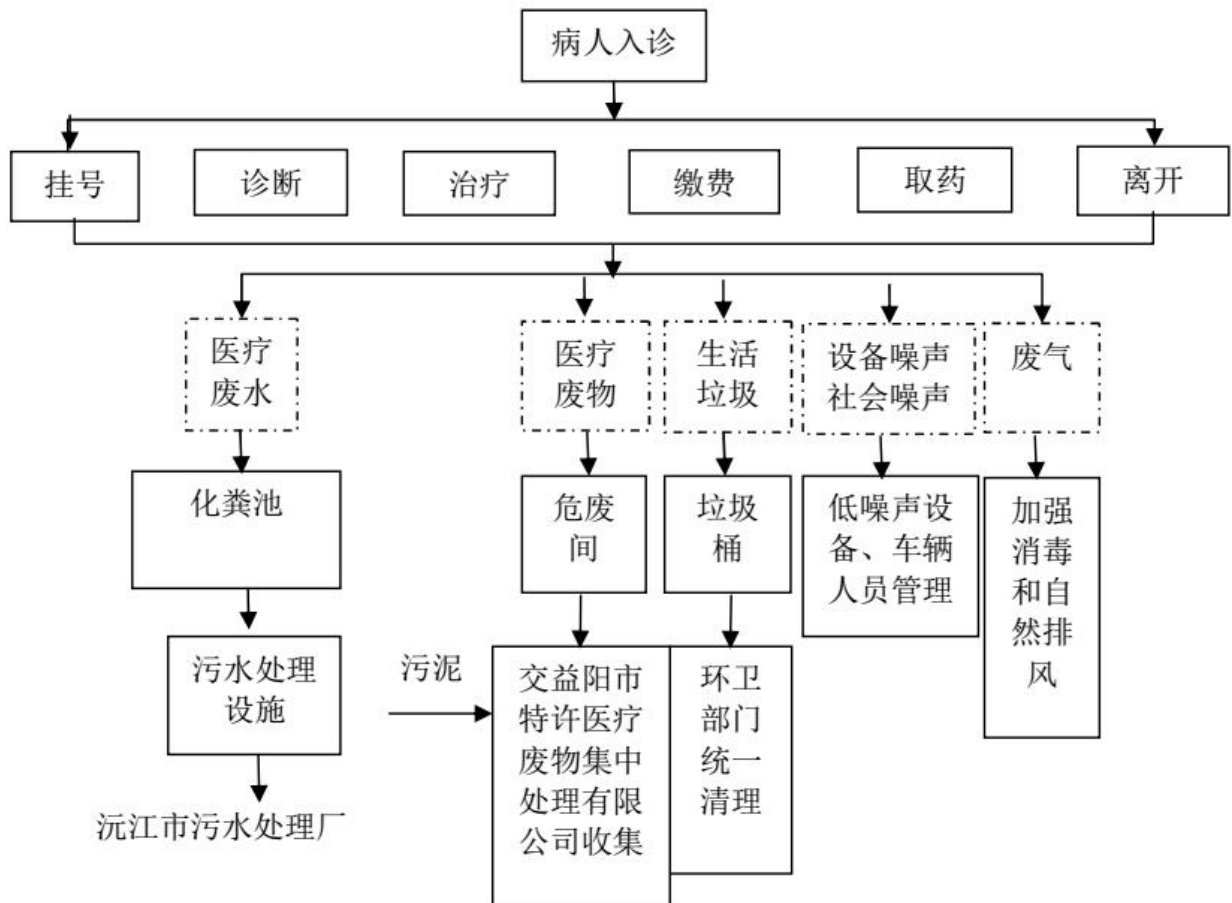 病人入诊
挂号
诊断
治疗
缴费
取药
离开
医疗
废水
医疗
废物
生活
垃圾
设备噪声
社会噪声
废气
化粪池
危废
间
垃圾
桶
低噪声设
备、车辆
人员管理
加强
消毒
和自
然排
风
污水处理
设施
污泥
交益阳市
特许医疗
废物集中
处理有限
公司收集
环卫
部门
统一
清理
沅江市污水处理厂